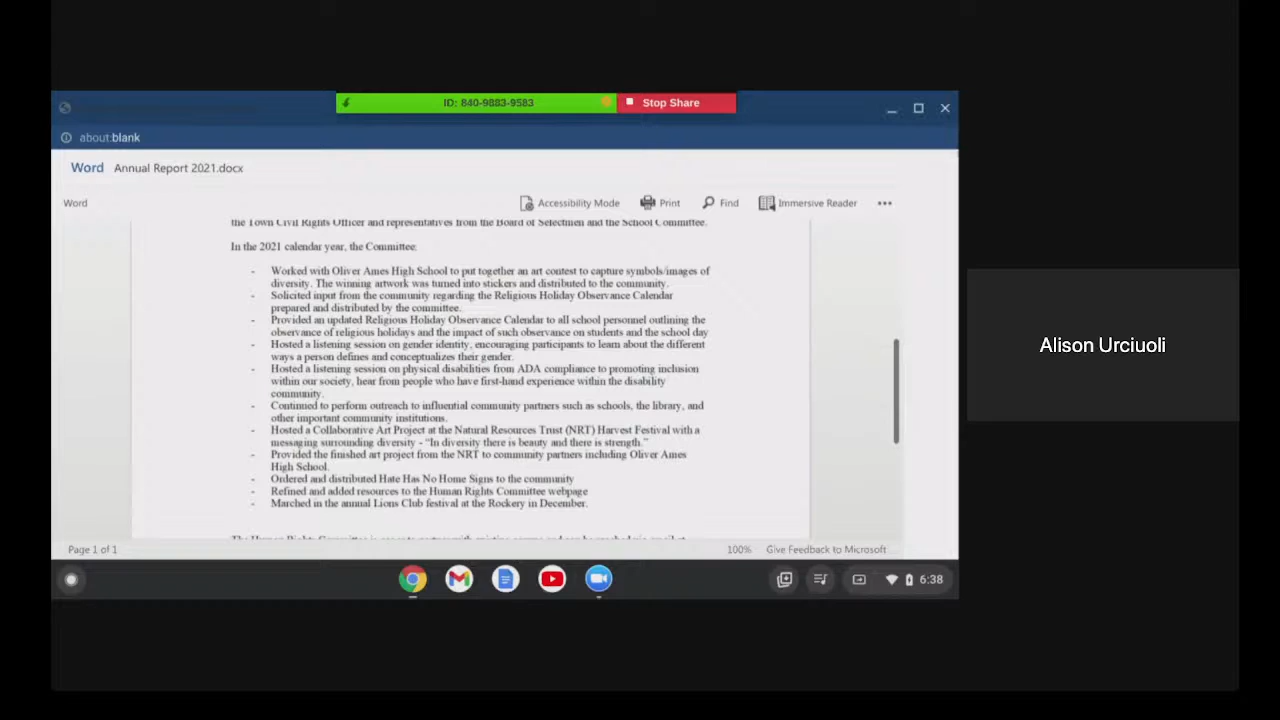 ID: 840-9883-9583
Stop Share
about:blank
Word Annual Report 2021.docx
Word Accessibility Mode Print Find Immersive Reader
the Town Civil Rights Officer and representatives from the Board of Selectmen and the School Committee.
In the 2021 calendar year, the Committee:
- Worked with Oliver Ames High School to put together an art contest to capture symbols/images of
diversity. The winning artwork was turned into stickers and distributed to the community.
- Solicited input from the community regarding the Religious Holiday Observance Calendar
prepared and distributed by the committee.
- Provided an updated Religious Holiday Observance Calendar to all school personnel outlining the
observance of religious holidays and the impact of such observance on students and the school day
- Hosted a listening session on gender identity, encouraging participants to learn about the different
ways a person defines and conceptualizes their gender.
- Hosted a listening session on physical disabilities from ADA compliance to promoting inclusion
within our society, hear from people who have first-hand experience within the disability
community.
- Continued to perform outreach to influential community partners such as schools, the library, and
other important community institutions.
- Hosted a Collaborative Art Project at the Natural Resources Trust (NRT) Harvest Festival with a
messaging surrounding diversity - “In diversity there is beauty and there is strength.”
- Provided the finished art project from the NRT to community partners including Oliver Ames
High School.
- Ordered and distributed Hate Has No Home Signs to the community
- Refined and added resources to the Human Rights Committee webpage
- Marched in the annual Lions Club festival at the Rockery in December.
Page 1 of 1
100% Give Feedback to Microsoft
6:38
Alison Urciuoli